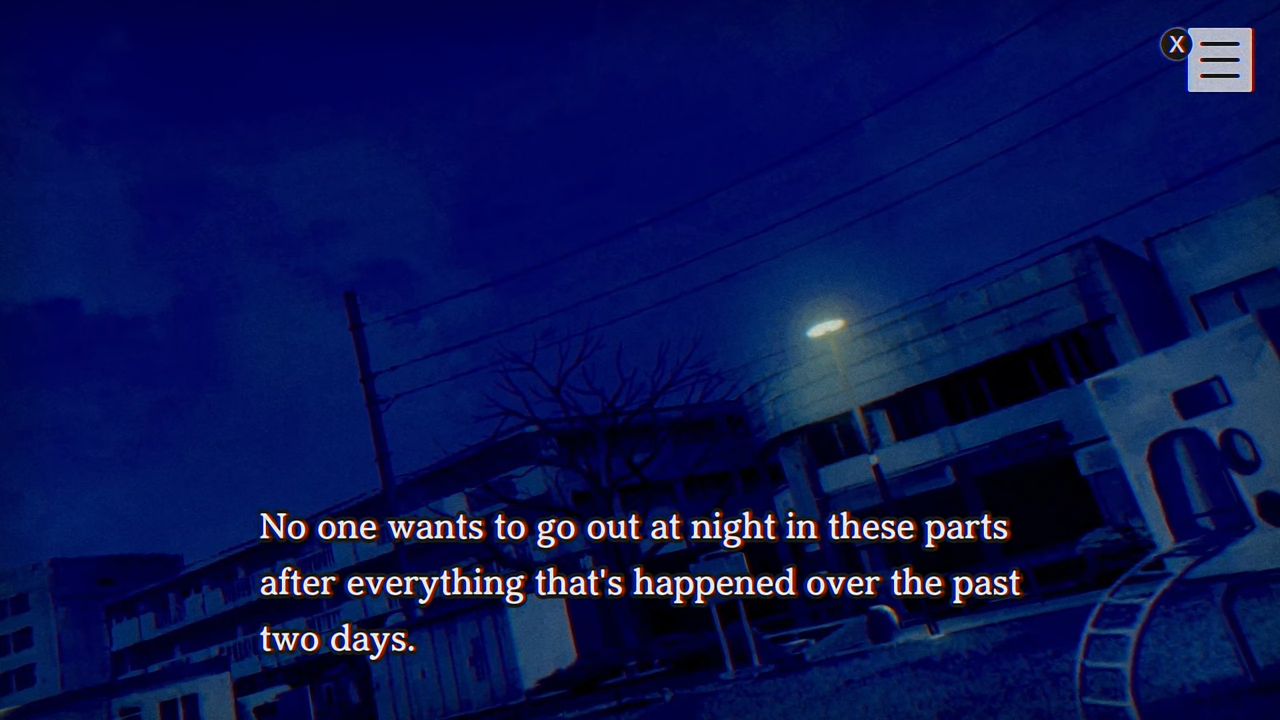 X
No one wants to go out at night in these parts
after everything that's happened over the past
two days.